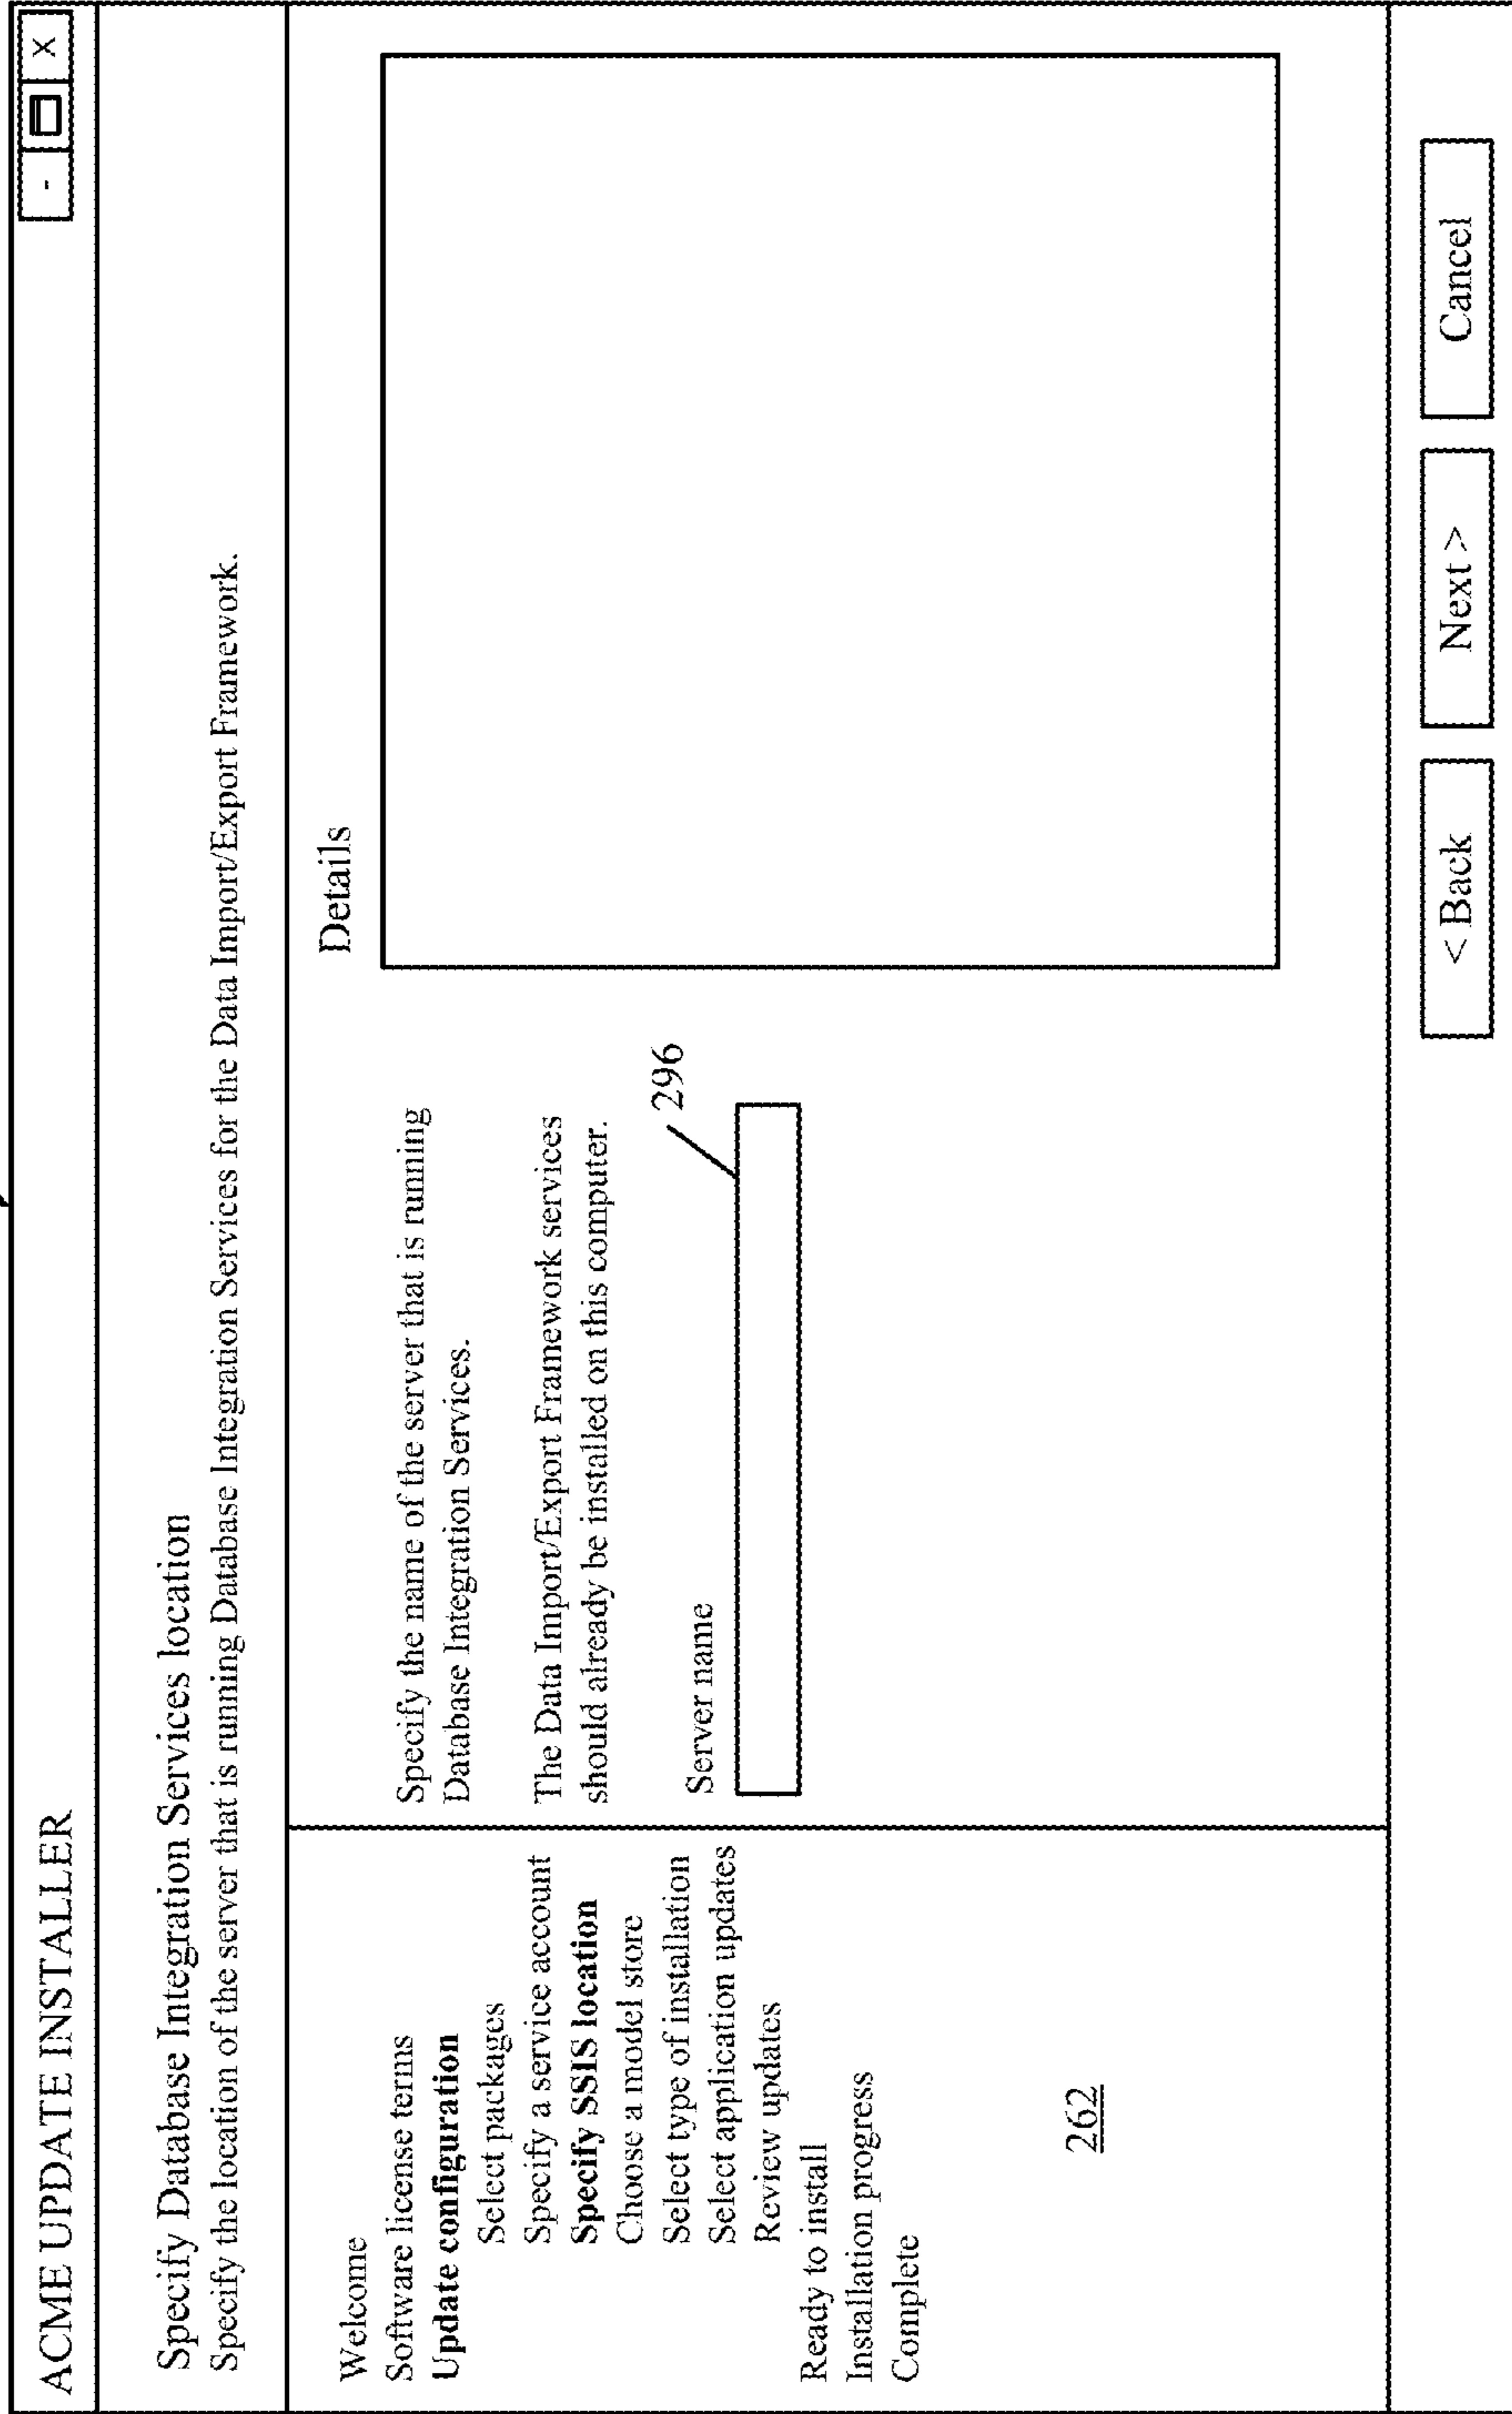 ACME UPDATE INSTALLER
- X
Specify Database Integration Services location
Specify the location of the server that is running Database Integration Services for the Data Import/Export Framework.
Welcome
Software license terms
Update configuration
Select packages
Specify a service account
Specify SSIS location
Choose a model store
Select type of installation
Select application updates
Review updates
Ready to install
Installation progress
Complete
262
Specify the name of the server that is running
Database Integration Services.
The Data Import/Export Framework services
should already be installed on this computer.
296
Server name
Details
< Back
Next >
Cancel